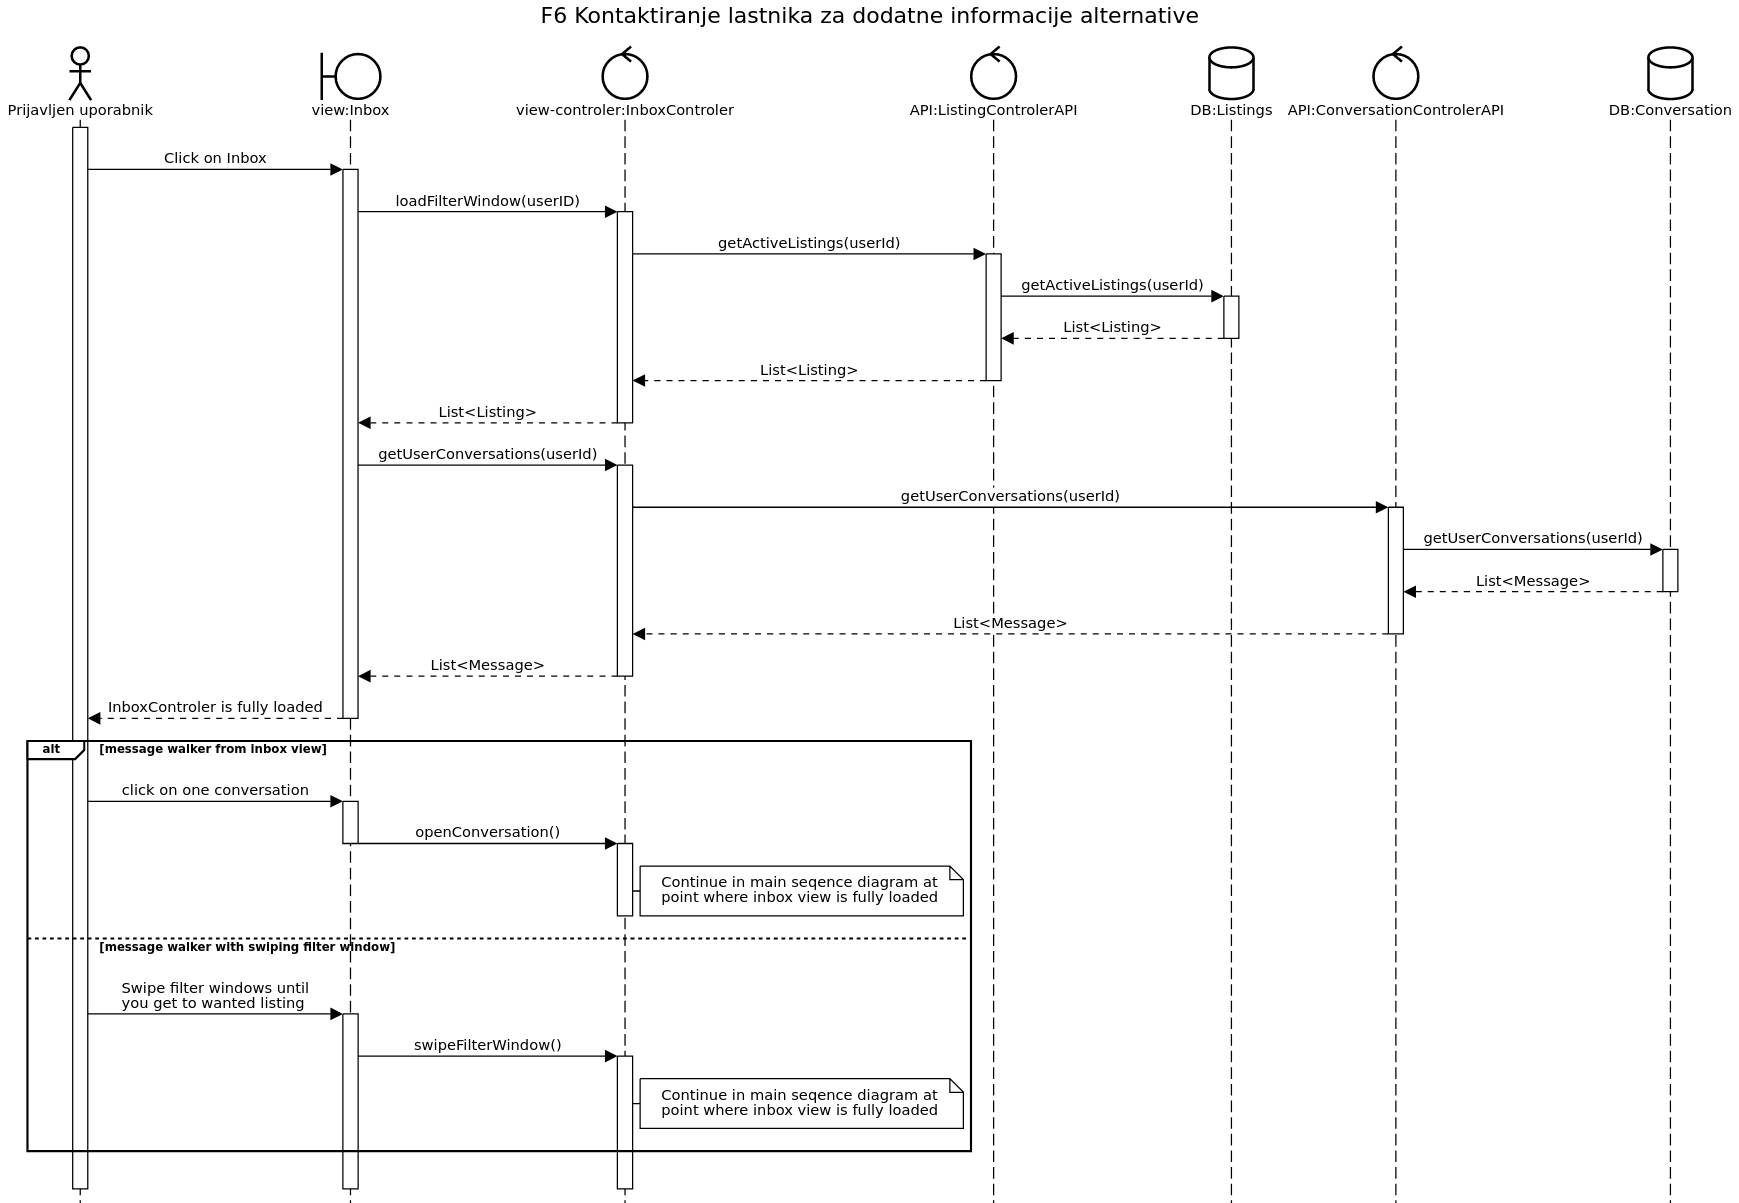 F6 Kontaktiranje lastnika za dodatne informacije alternative
Prijavljen uporabnik
view:Inbox
view-controler:InboxControler
API:ListingControlerAPI
DB:Listings
API:ConversationControlerAPI
DB:Conversation
Click on Inbox
loadFilterWindow(userID)
getActiveListings(userId)
getActiveListings(userId)
List<Listing>
List<Listing>
List<Listing>
getUserConversations(userId)
getUserConversations(userId)
getUserConversations(userId)
List<Message>
List<Message>
List<Message>
InboxControler is fully loaded
alt
[message walker from inbox view]
click on one conversation
openConversation()
Continue in main seqence diagram at
point where inbox view is fully loaded
[message walker with swiping filter window]
Swipe filter windows until
you get to wanted listing
swipeFilterWindow()
Continue in main seqence diagram at
point where inbox view is fully loaded